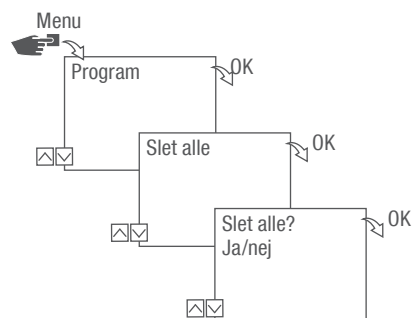 Menu
Program
OK
Slet alle
OK
Slet alle?
Ja/nej
OK